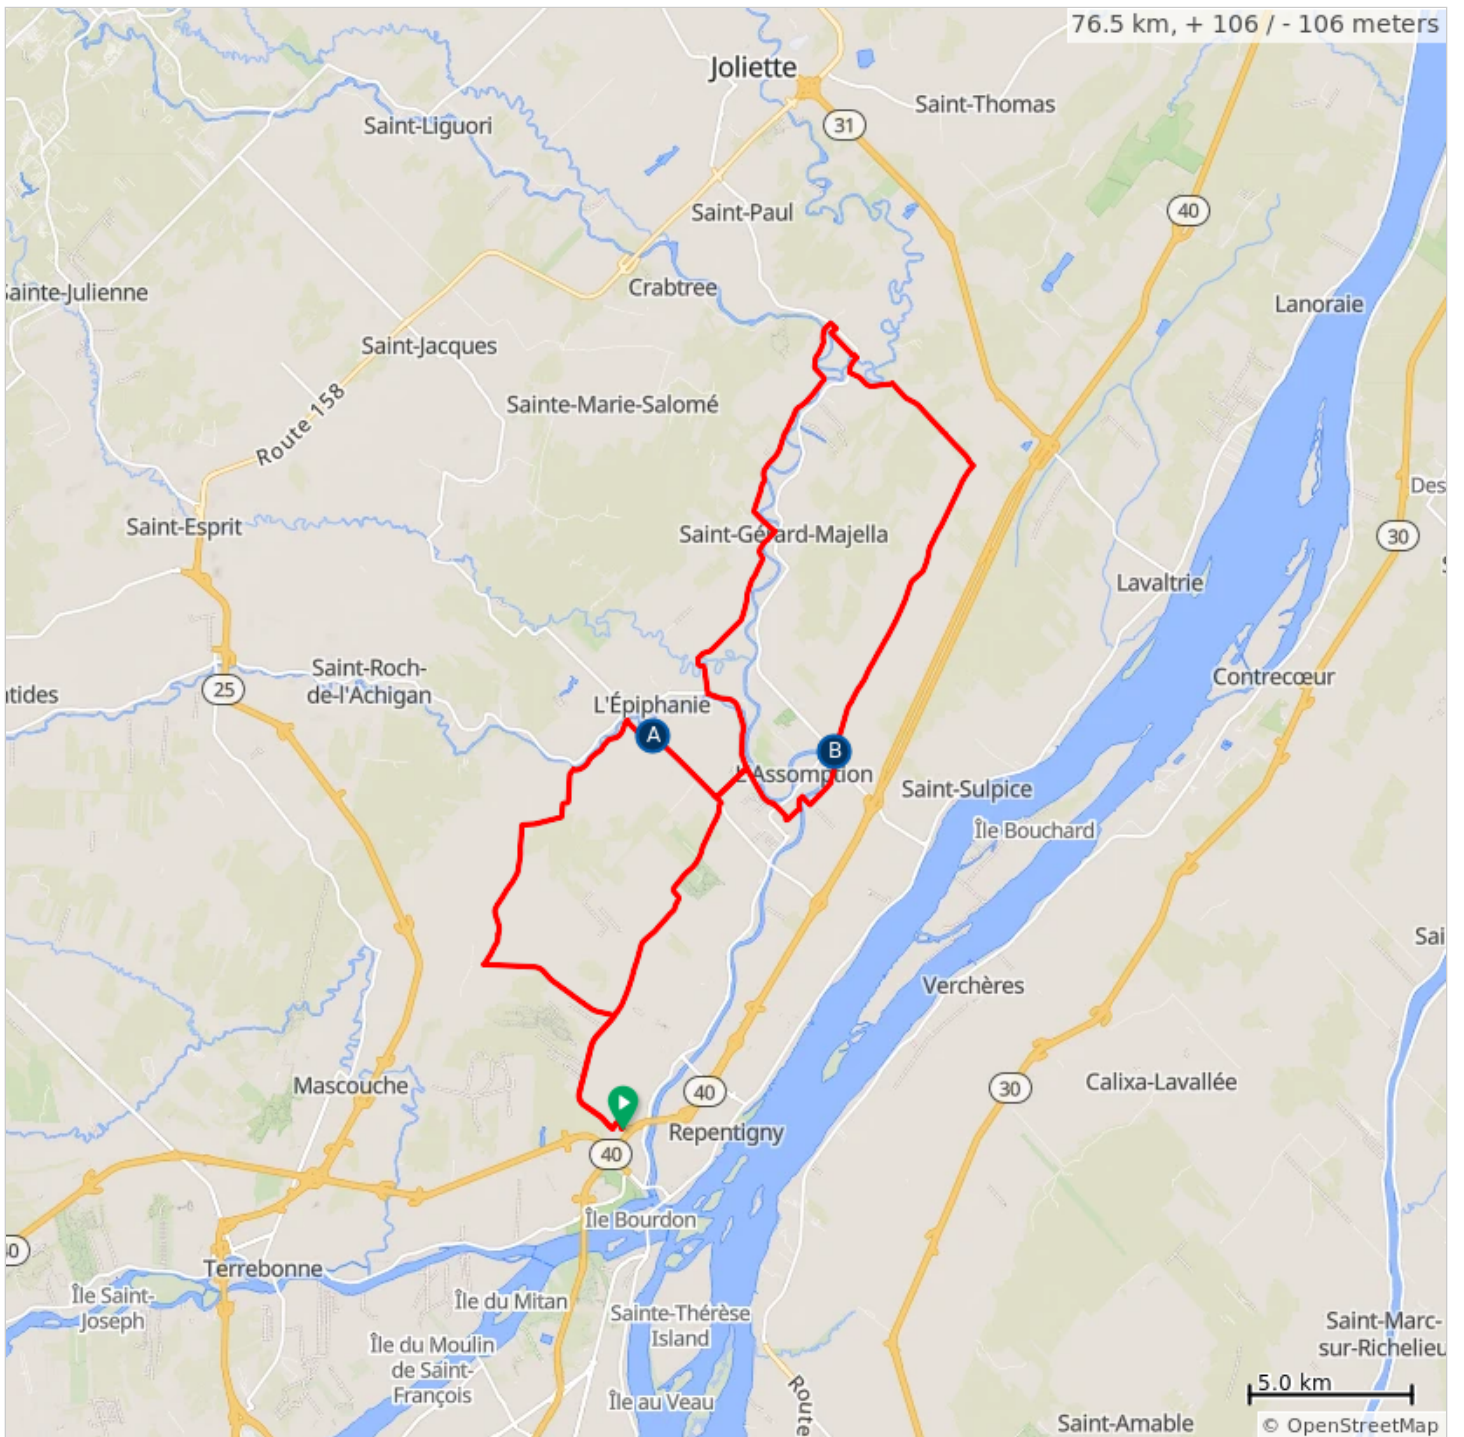 76.5 km, + 106 / - 106 meters
Joliette
Saint-Thomas
31
Saint-Liguori
40
Saint-Paul
Crabtree
Sainte-Julienne
Lanoraie
Saint-Jacques
Route 158
Sainte-Marie-Salomé
Des
Saint-Esprit
Saint-Gérard-Majella
30
Lavaltrie
Saint-Roch-
de-l'Achigan
Contrecœur
25
ntides
L'Épiphanie
A
B
L'Assomption
Saint-Sulpice
Île Bouchard
Sai
Verchères
Mascouche
40
30
Calixa-Lavallée
Repentigny
40
Île Bourdon
Terrebonne
Île Saint-
Joseph
Île du Mitan
Sainte-Thérèse
Island
Île du Moulin
de Saint-
François
Saint-Marc-
sur-Richelieu
5.0 km
Île au Veau
Route
Saint-Amable
© OpenStreetMap